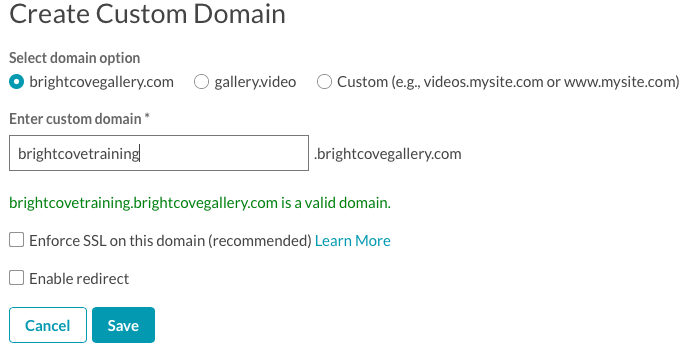 Create Custom Domain
Select domain option
brightcovegallery.com gallery.video Custom (e.g., videos.mysite.com or www.mysite.com)
Enter custom domain *
brightcovetraining .brightcovegallery.com
brightcovetraining.brightcovegallery.com is a valid domain.
Enforce SSL on this domain (recommended) Learn More
Enable redirect
Cancel Save